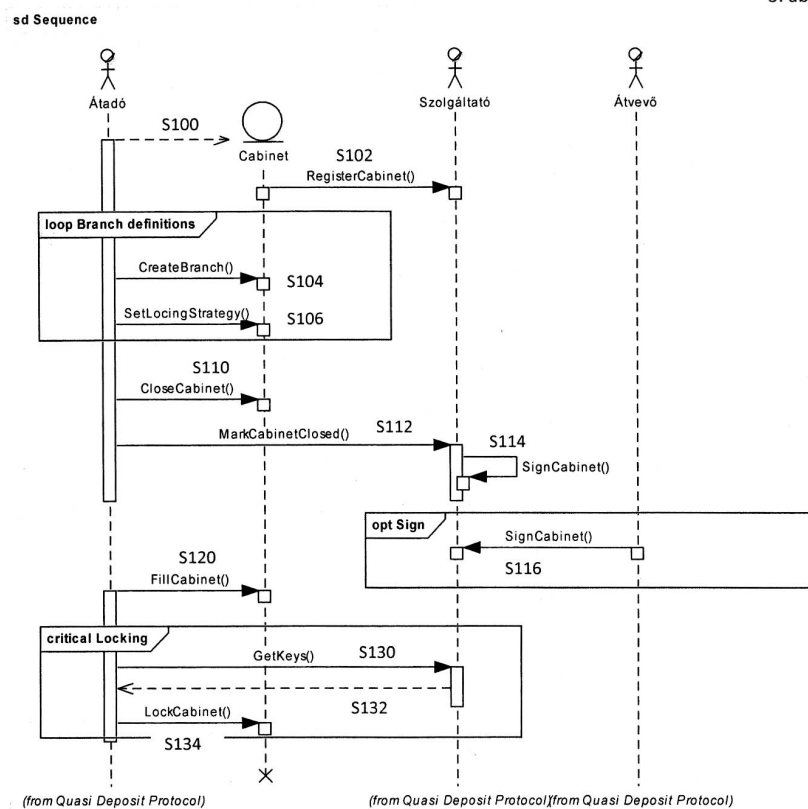 sd Sequence
Átadó
Szolgáltató
Átvevő
S100
Cabinet
S102
RegisterCabinet()
loop Branch definitions
CreateBranch()
S104
SetLocingStrategy()
S106
S110
CloseCabinet()
MarkCabinetClosed()
S112
S114
SignCabinet()
opt Sign
SignCabinet()
S116
S120
FillCabinet()
critical Locking
GetKeys()
S130
S132
LockCabinet()
S134
(from Quasi Deposit Protocol)
(from Quasi Deposit Protocol)
(from Quasi Deposit Protocol)